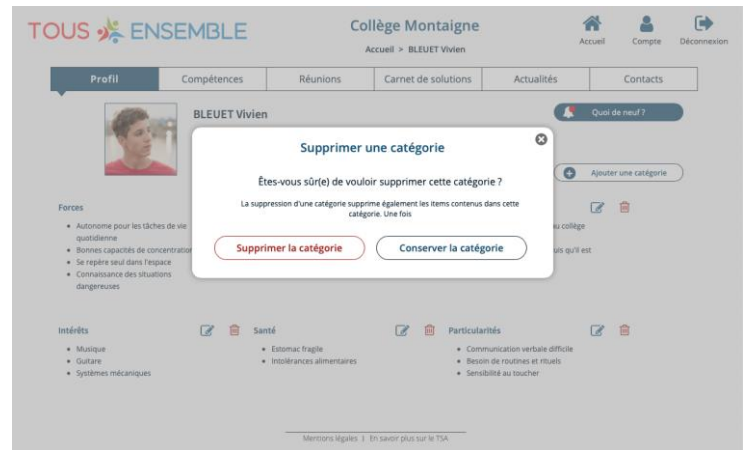 TOUS ENSEMBLE
Collège Montaigne
Accueil > BLEUET Vivien
Accueil
Compte
Déconnexion
Profil
Compétences
Réunions
Carnet de solutions
Actualités
Contacts
BLEUET Vivien
Quoi de neuf ?
Ajouter une catégorie
Supprimer une catégorie
Êtes-vous sûr(e) de vouloir supprimer cette catégorie ?
La suppression d'une catégorie supprime également les items contenus dans cette
catégorie. Une fois
Supprimer la catégorie
Conserver la catégorie
Forces
Autonome pour les tâches de vie
quotidienne
Bonnes capacités de concentration
Se repère seul dans l'espace
Connaissance des situations
dangereuses
au collège
uis qu'il est
Intérêts
Musique
Guitare
Systèmes mécaniques
Santé
Estomac fragile
Intolérances alimentaires
Particularités
Communication verbale difficile
Besoin de routines et rituels
Sensibilité au toucher
Mentions légales | En savoir plus sur le TSA